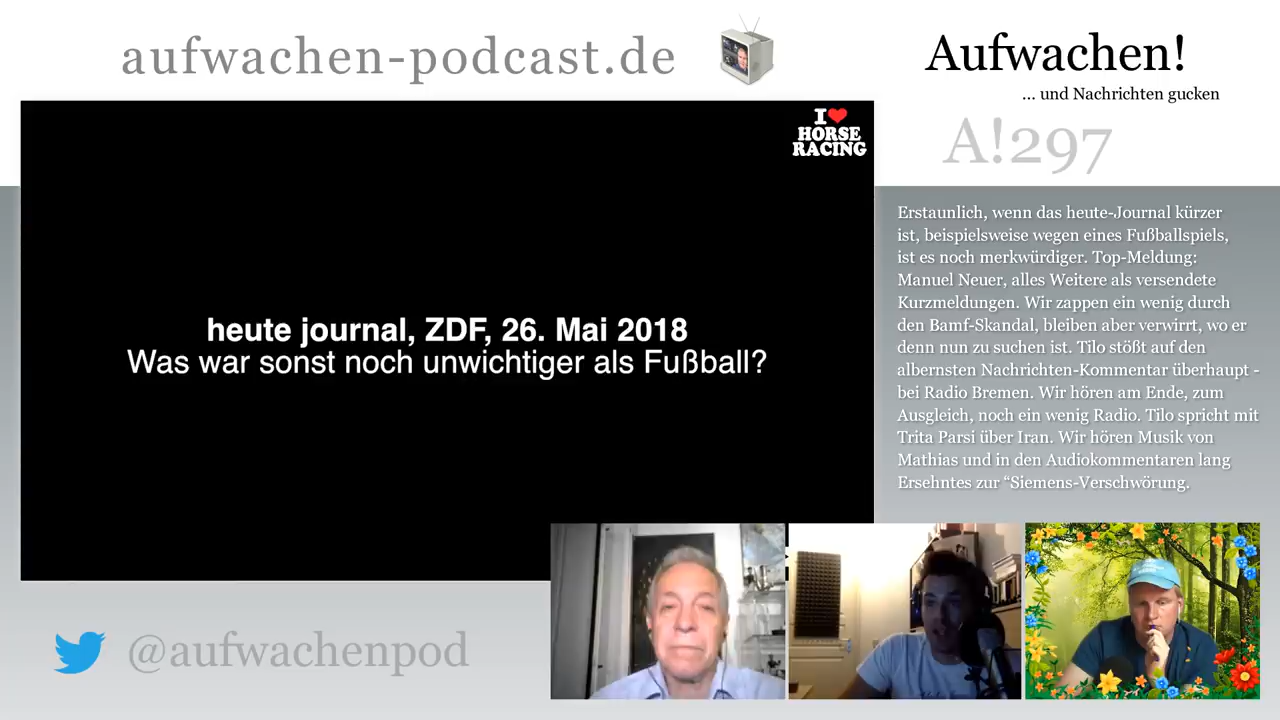 aufwachen-podcast.de
Aufwachen!
... und Nachrichten gucken
A!297
I
HORSE
RACING
heute journal, ZDF, 26. Mai 2018
Was war sonst noch unwichtiger als Fußball?
Erstaunlich, wenn das heute-Journal kürzer
ist, beispielsweise wegen eines Fußballspiels,
ist es noch merkwürdiger. Top-Meldung:
Manuel Neuer, alles Weitere als versendete
Kurzmeldungen. Wir zappen ein wenig durch
den Bamf-Skandal, bleiben aber verwirrt, wo er
denn nun zu suchen ist. Tilo stößt auf den
albernsten Nachrichten-Kommentar überhaupt -
bei Radio Bremen. Wir hören am Ende, zum
Ausgleich, noch ein wenig Radio. Tilo spricht mit
Trita Parsi über Iran. Wir hören Musik von
Mathias und in den Audiokommentaren lang
Ersehntes zur “Siemens-Verschwörung.
@aufwachenpod